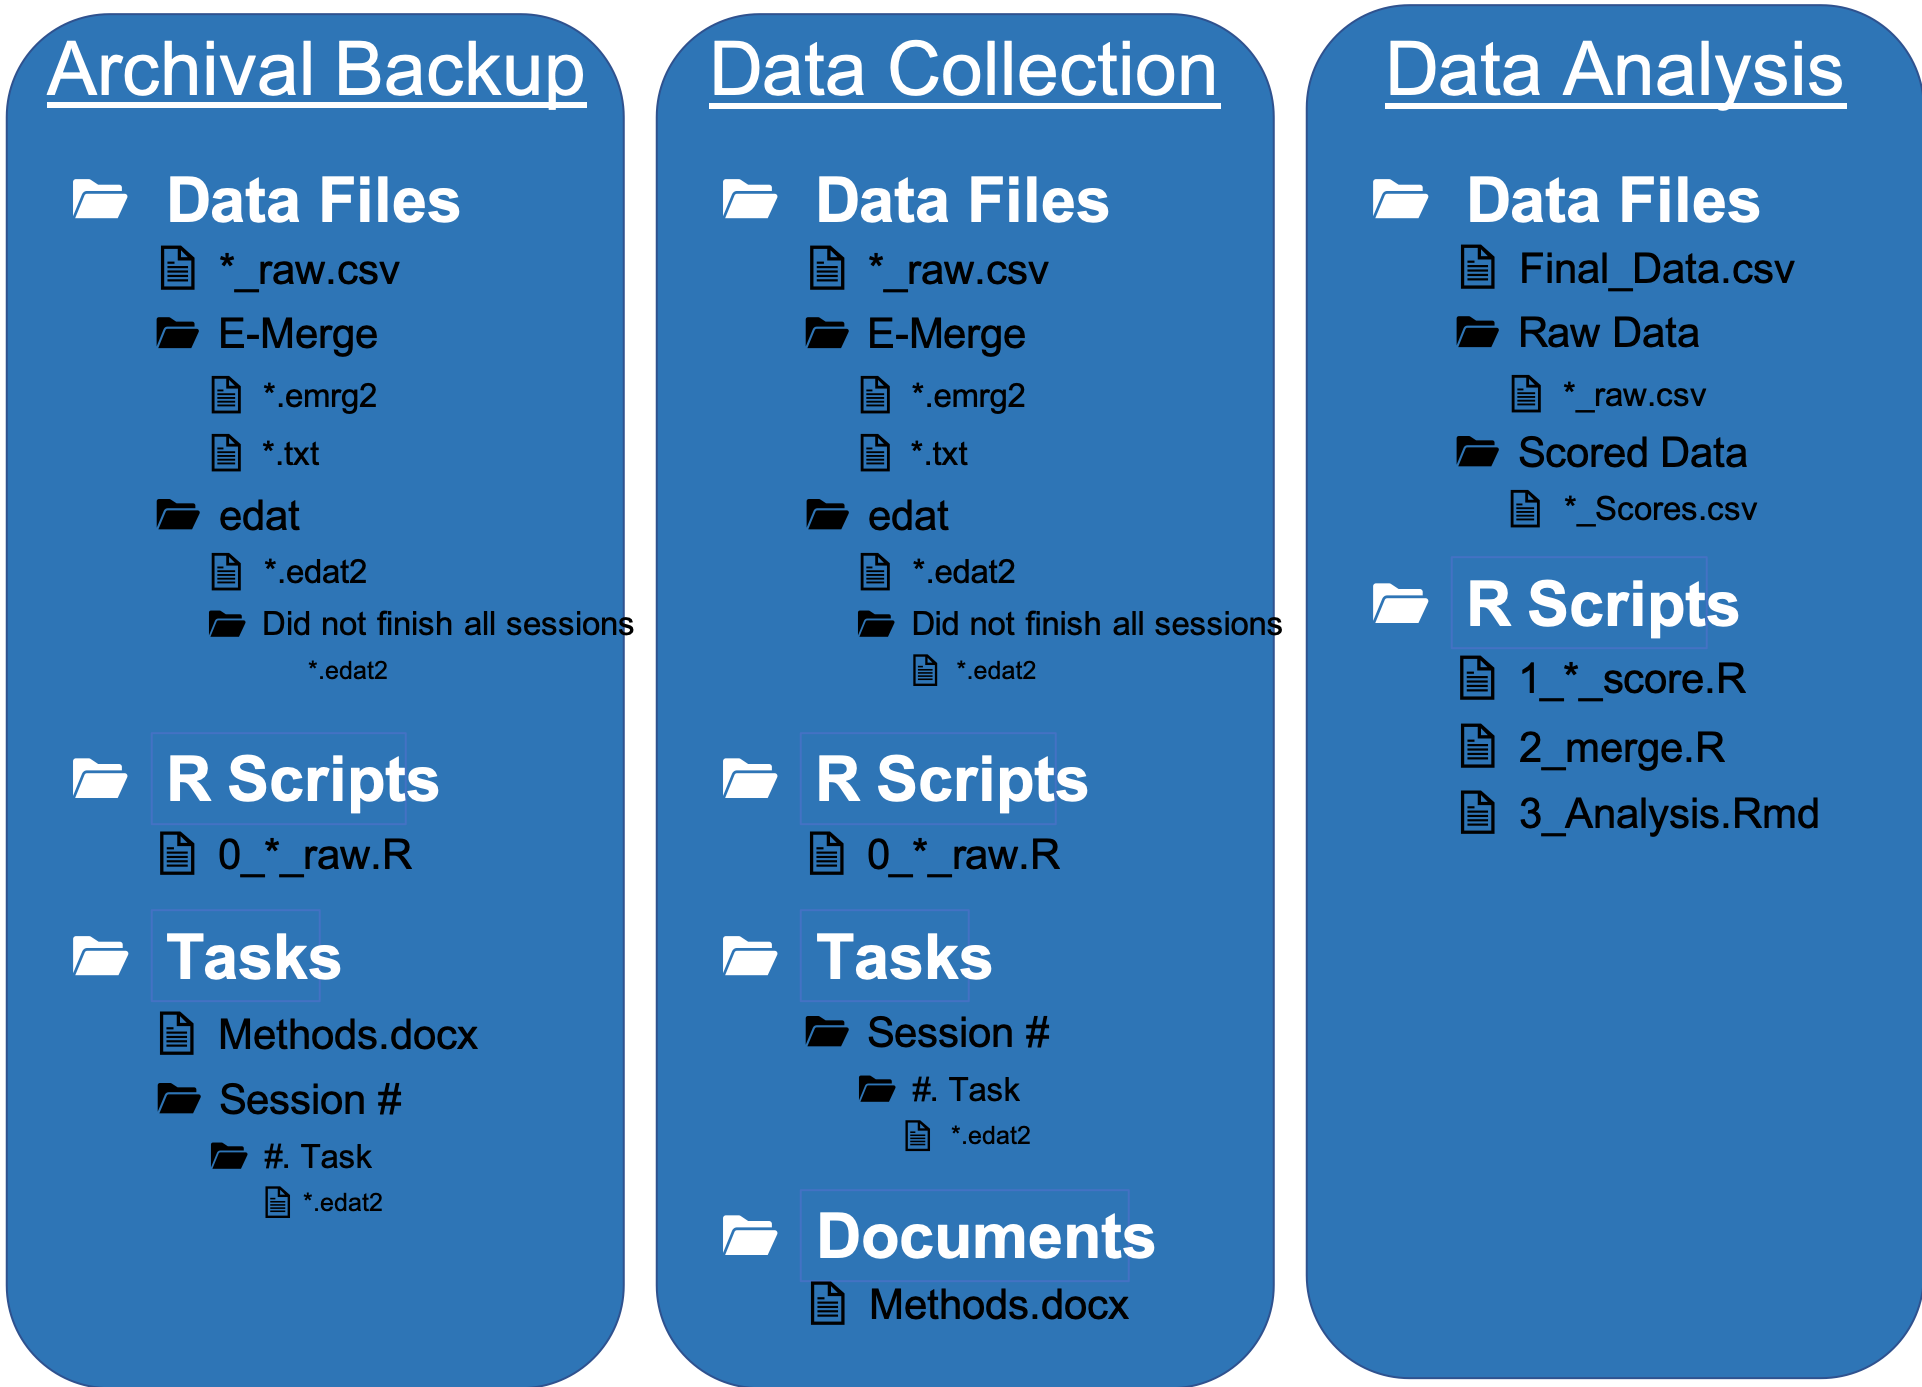 Archival Backup
Data Files
*_raw.csv
E-Merge
*.emrg2
*.txt
edat
*.edat2
Did not finish all sessions
*.edat2
R Scripts
0_*_raw.R
Tasks
Methods.docx
Session #
#. Task
*.edat2
Data Collection
Data Files
*_raw.csv
E-Merge
*.emrg2
*.txt
edat
*.edat2
Did not finish all sessions
*.edat2
R Scripts
0_*_raw.R
Tasks
Session #
#. Task
*.edat2
Documents
Methods.docx
Data Analysis
Data Files
Final_Data.csv
Raw Data
*_raw.csv
Scored Data
*_Scores.csv
R Scripts
1_*_score.R
2_merge.R
3_Analysis.Rmd